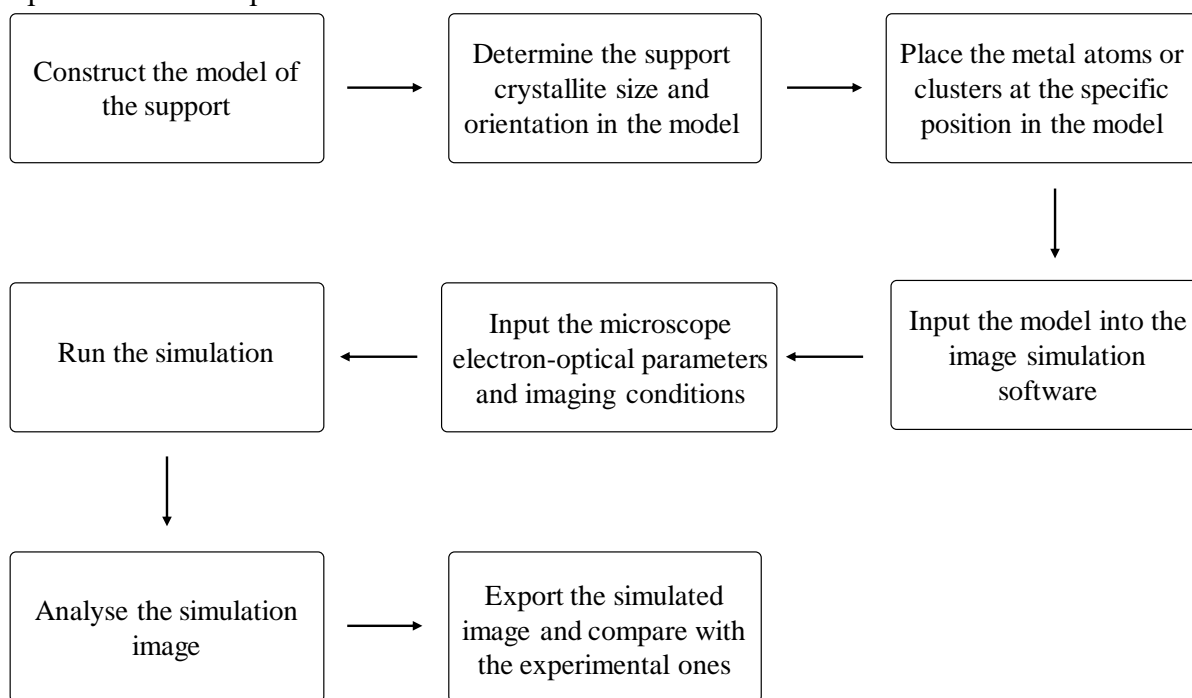 Construct the model of
the support
Determine the support
crystallite size and
orientation in the model
Place the metal atoms or
clusters at the specific
position in the model
Input the model into the
image simulation
software
Input the microscope
electron-optical parameters
and imaging conditions
Run the simulation
Analyse the simulation
image
Export the simulated
image and compare with
the experimental ones